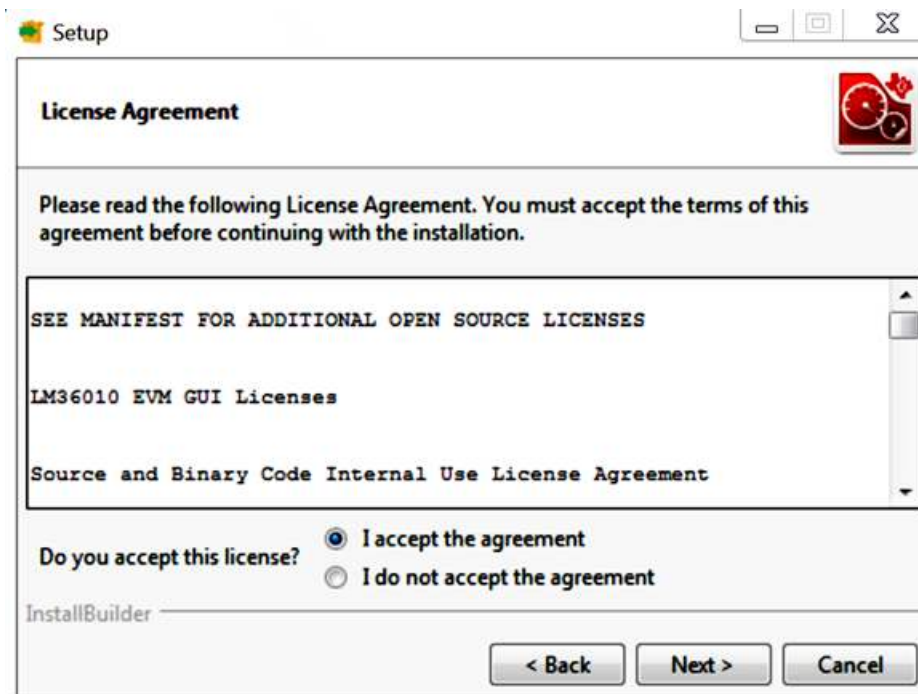 Setup
License Agreement
Please read the following License Agreement. You must accept the terms of this
agreement before continuing with the installation.
SEE MANIFEST FOR ADDITIONAL OPEN SOURCE LICENSES
LM36010 EVM GUI Licenses
Source and Binary Code Internal Use License Agreement
Do you accept this license?
I accept the agreement
I do not accept the agreement
InstallBuilder
< Back
Next >
Cancel